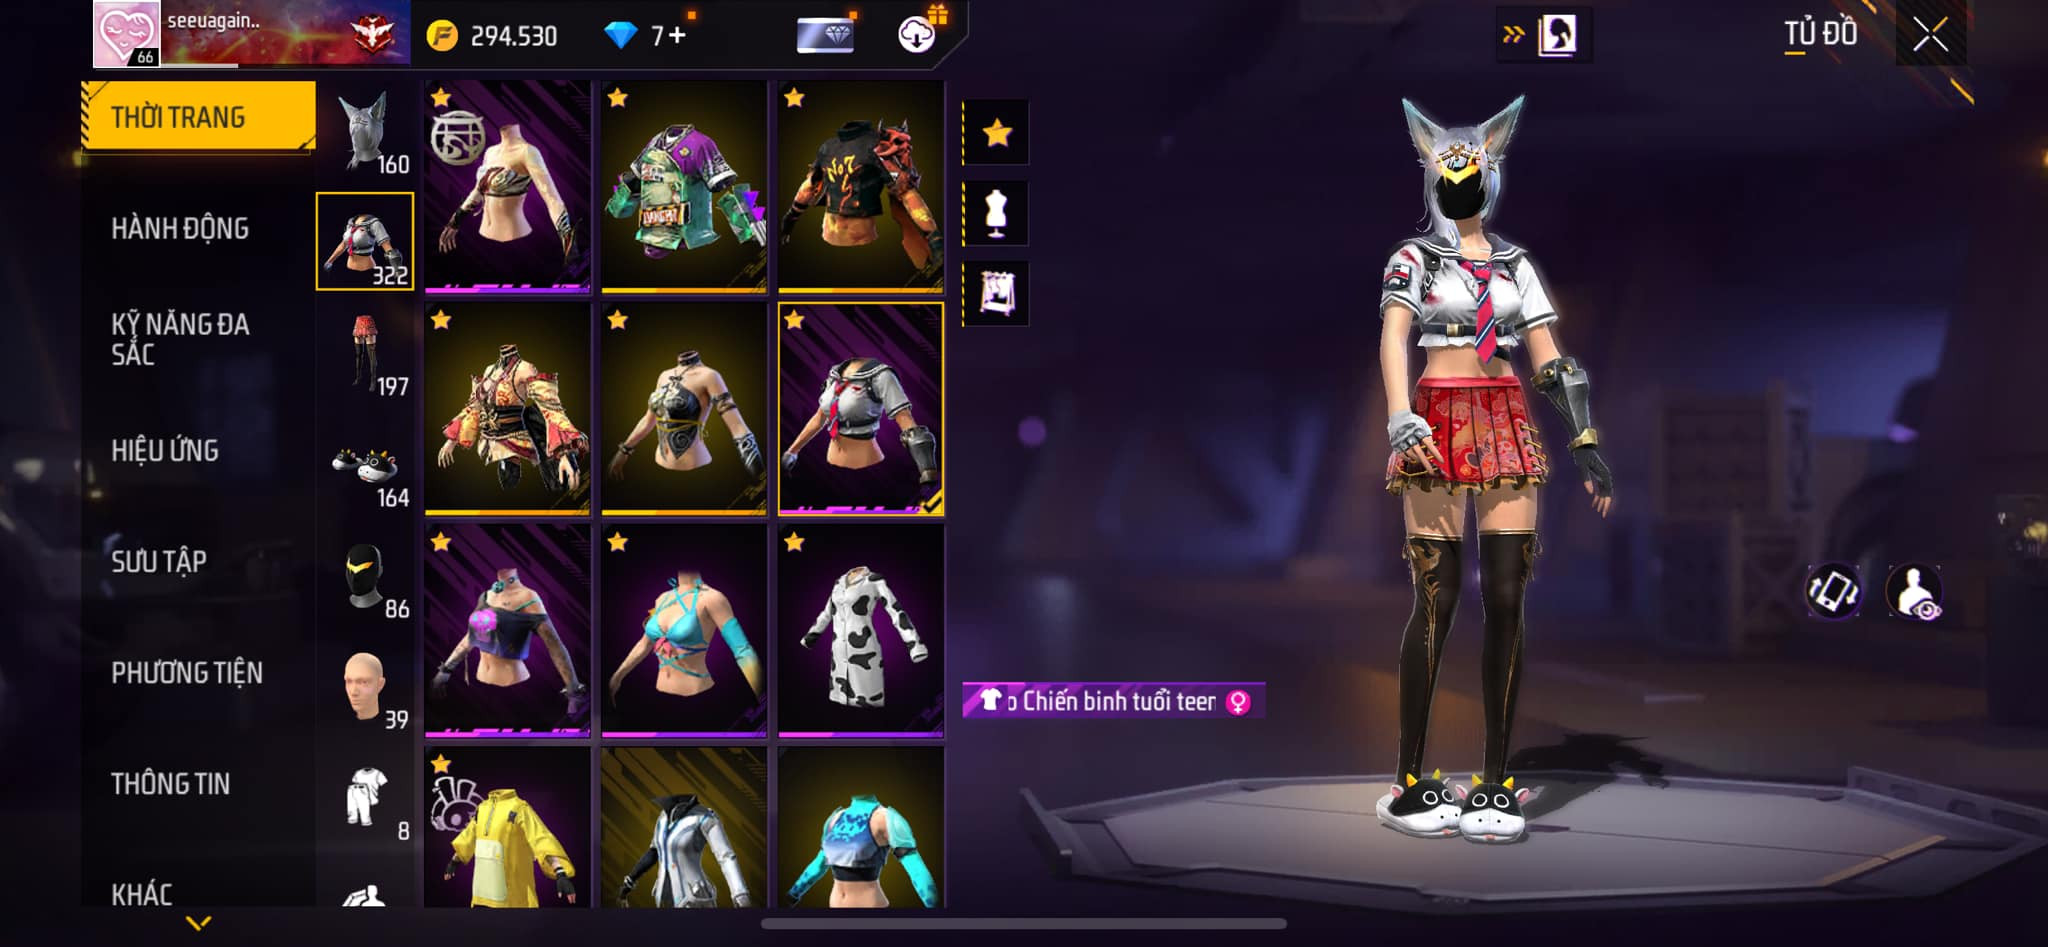 seeuagain..
66
294.530
7+
TỦ ĐỒ
THỜI TRANG
HÀNH ĐỘNG
KỸ NĂNG ĐA
SẮC
HIỆU ỨNG
SƯU TẬP
PHƯƠNG TIỆN
THÔNG TIN
KHÁC
160
322
197
164
86
39
8
No7
Chiến binh tuổi teen